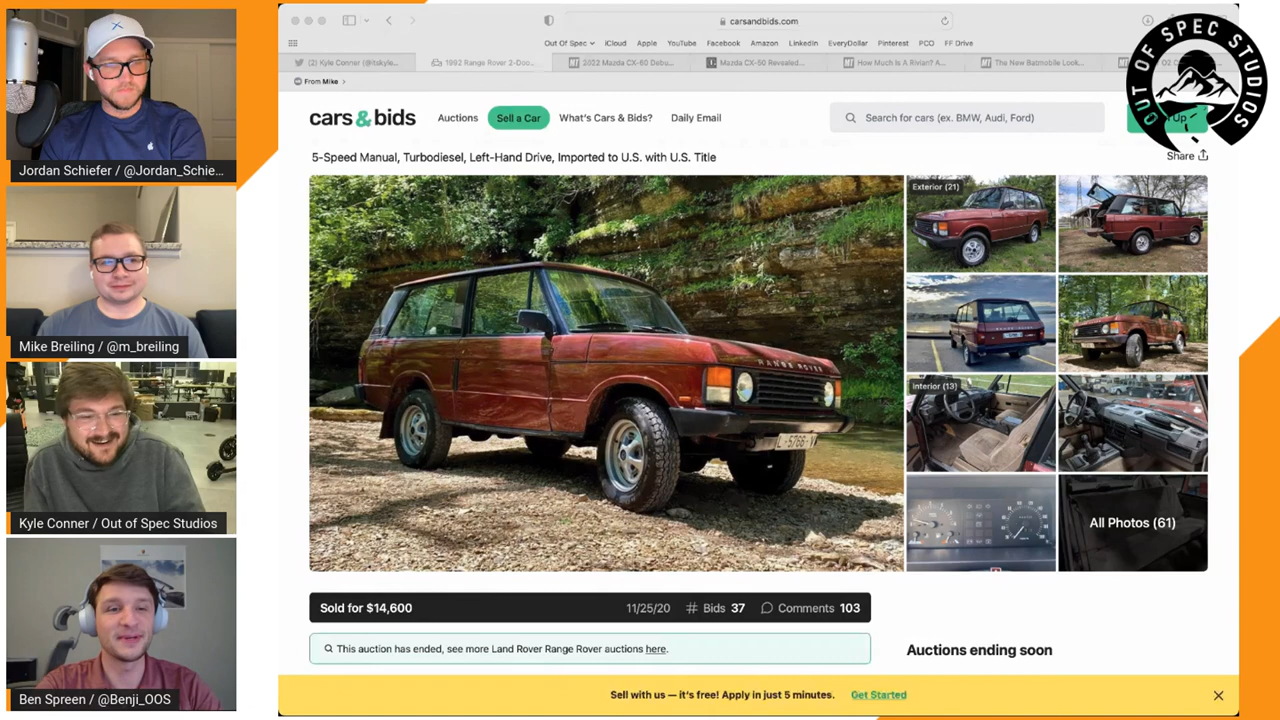 Jordan Schiefer / @Jordan_Schie...
Mike Breiling / @m_breiling
Kyle Conner / Out of Spec Studios
Ben Spreen / @Benji_OOS
carsandbids.com
Out Of Spec iCloud Apple YouTube Facebook Amazon LinkedIn EveryDollar Pinterest PCO FF Drive
(2) Kyle Conner (@itskyle... 1992 Range Rover 2-Doo... 2022 Mazda CX-60 Debu... Mazda CX-50 Revealed... How Much Is A Rivian? A... The New Batmobile Look...
From Mike
cars&bids Auctions Sell a Car What's Cars & Bids? Daily Email Search for cars (ex. BMW, Audi, Ford)
OUT OF SPEC STUDIOS
5-Speed Manual, Turbodiesel, Left-Hand Drive, Imported to U.S. with U.S. Title
Share
Exterior (21)
Interior (13)
RANGE ROVER
All Photos (61)
Sold for $14,600 11/25/20 # Bids 37 Comments 103
This auction has ended, see more Land Rover Range Rover auctions here.
Auctions ending soon
Sell with us — it's free! Apply in just 5 minutes. Get Started